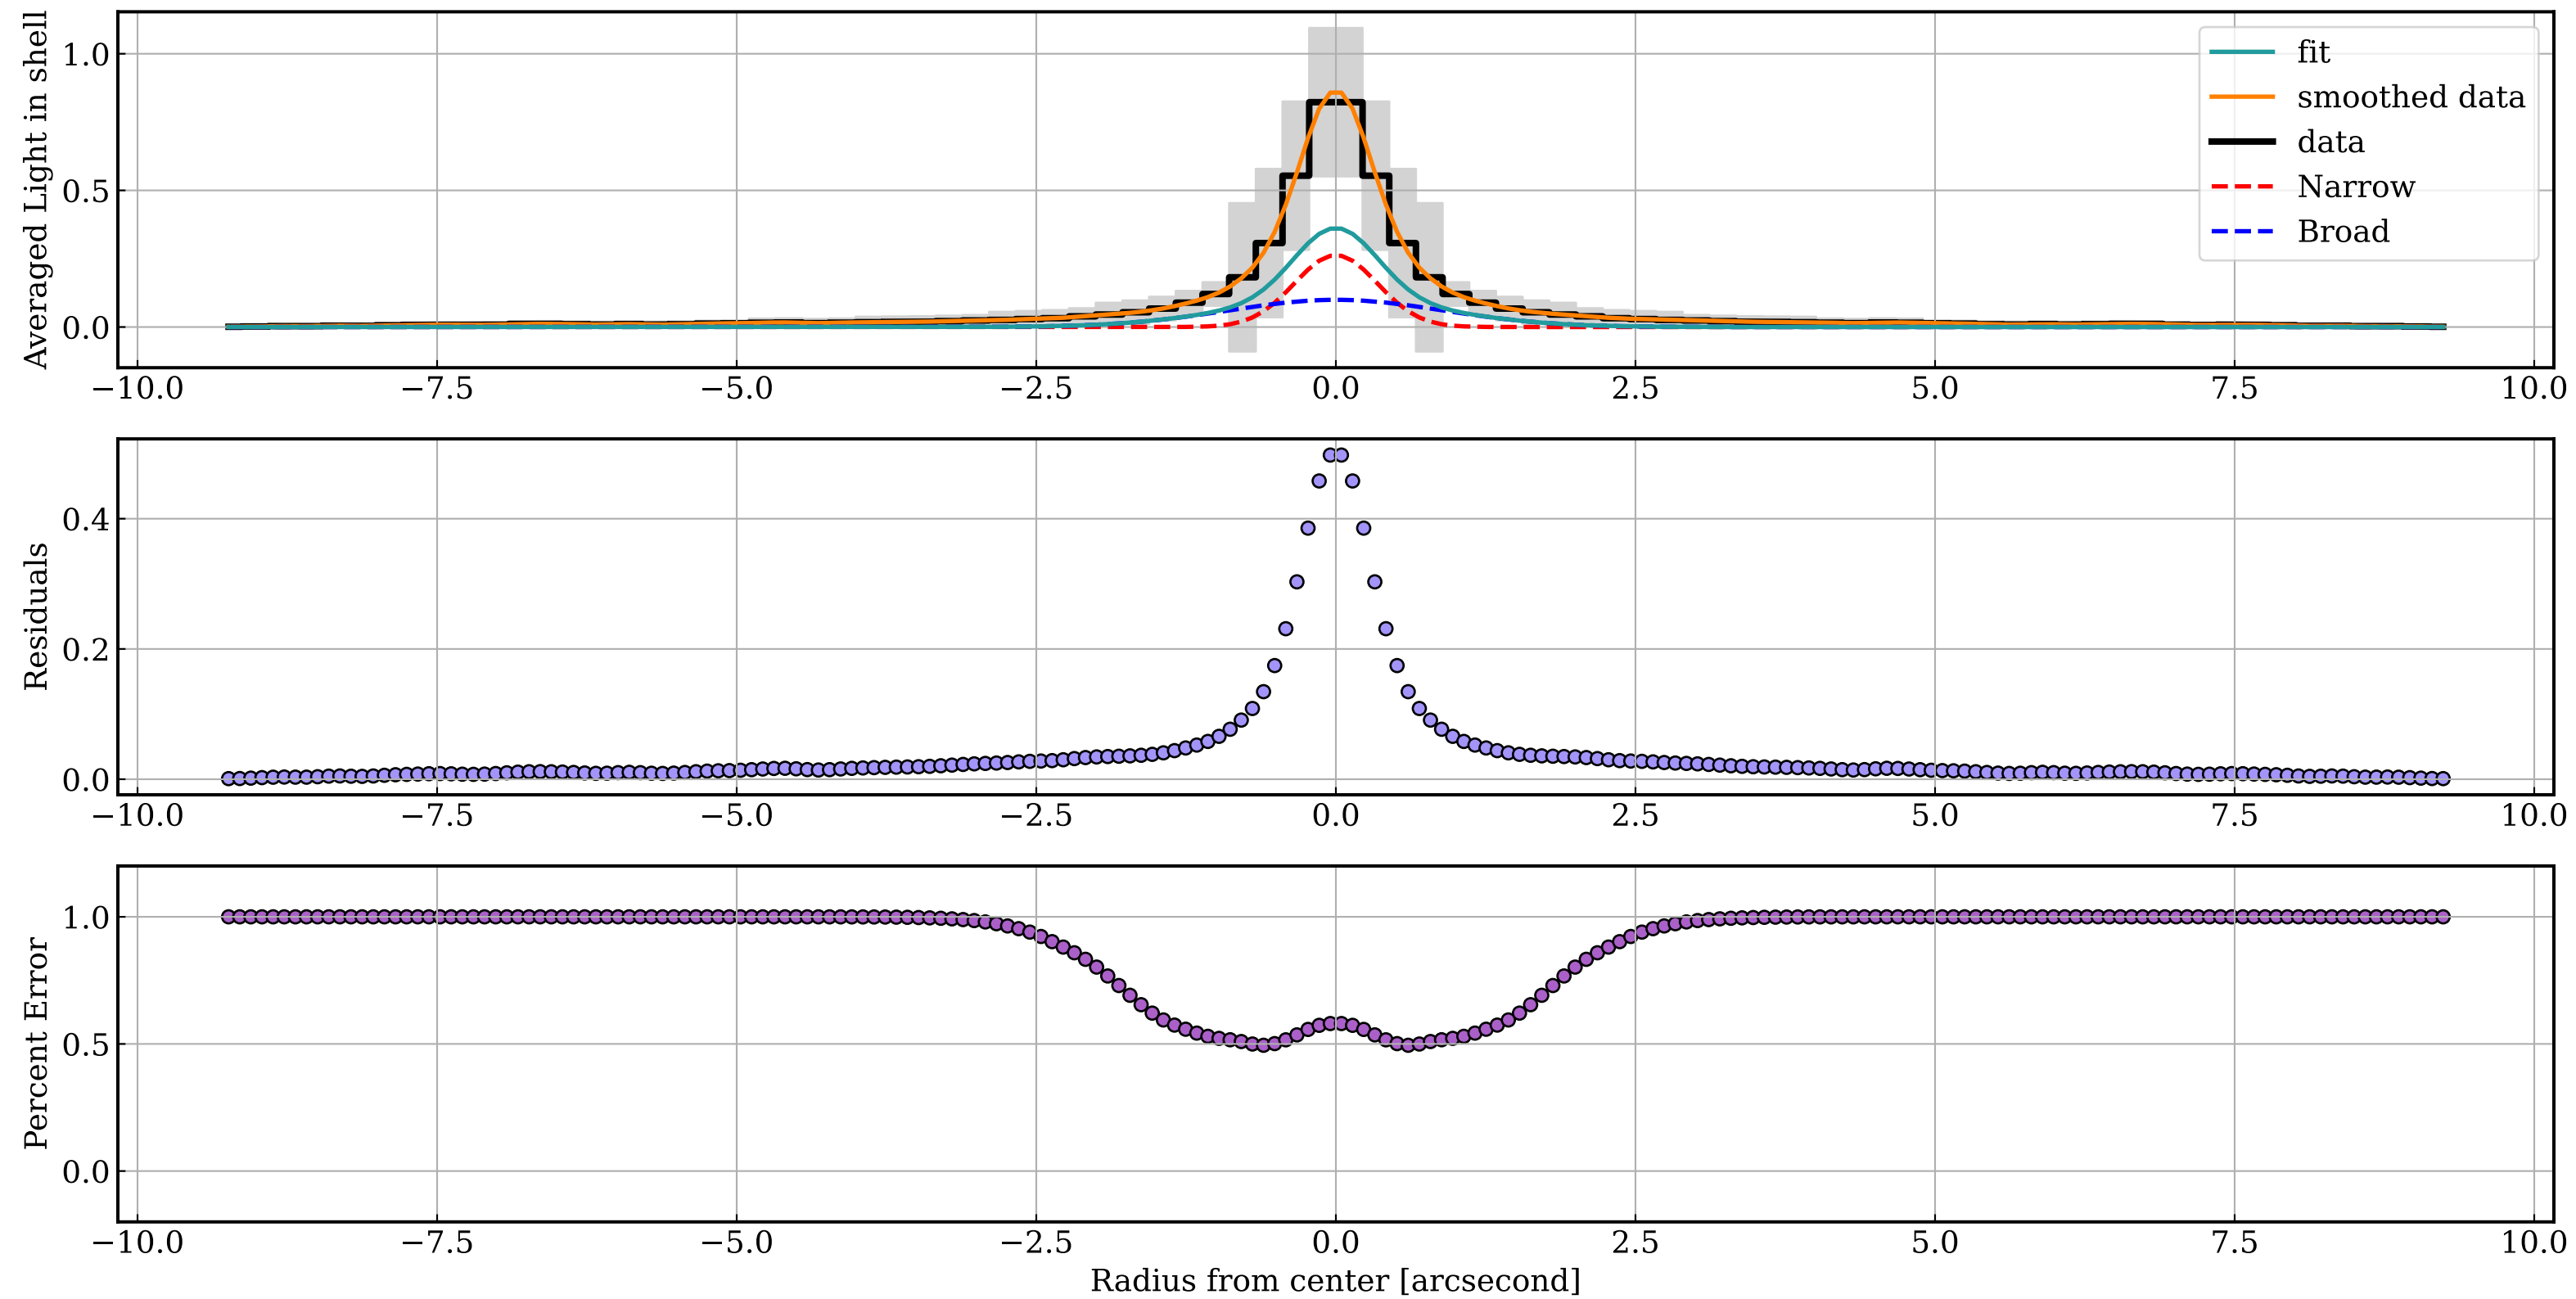 Averaged Light in shell
1.0
0.5
0.0
fit
smoothed data
data
Narrow
Broad
−10.0 −7.5 −5.0 −2.5 0.0 2.5 5.0 7.5 10.0
Residuals
0.4
0.2
0.0
−10.0 −7.5 −5.0 −2.5 0.0 2.5 5.0 7.5 10.0
Percent Error
1.0
0.5
0.0
−10.0 −7.5 −5.0 −2.5 0.0 2.5 5.0 7.5 10.0
Radius from center [arcsecond]